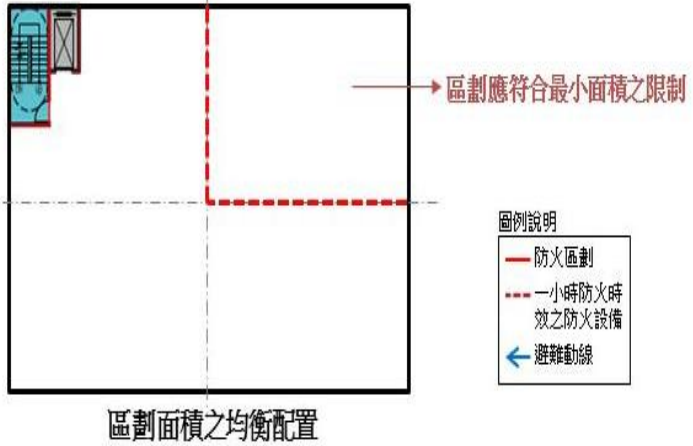 區劃應符合最小面積之限制
圖例說明
防火區劃
一小時防火時
效之防火設備
避難動線
區劃面積之均衡配置